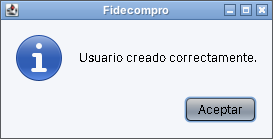 Fidecompro
Usuario creado correctamente.
Aceptar